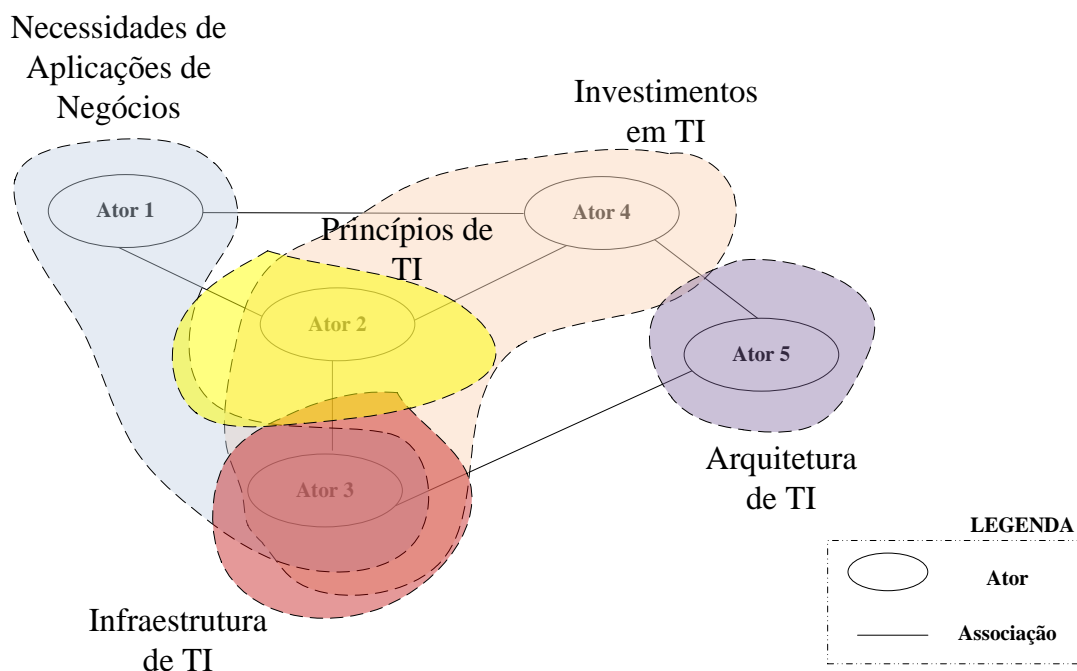 Necessidades de
Aplicações de
Negócios
Investimentos
em TI
Ator 1
Ator 4
Princípios de
TI
Ator 2
Ator 5
Ator 3
Arquitetura
de TI
Infraestrutura
de TI
LEGENDA
Ator
Associação